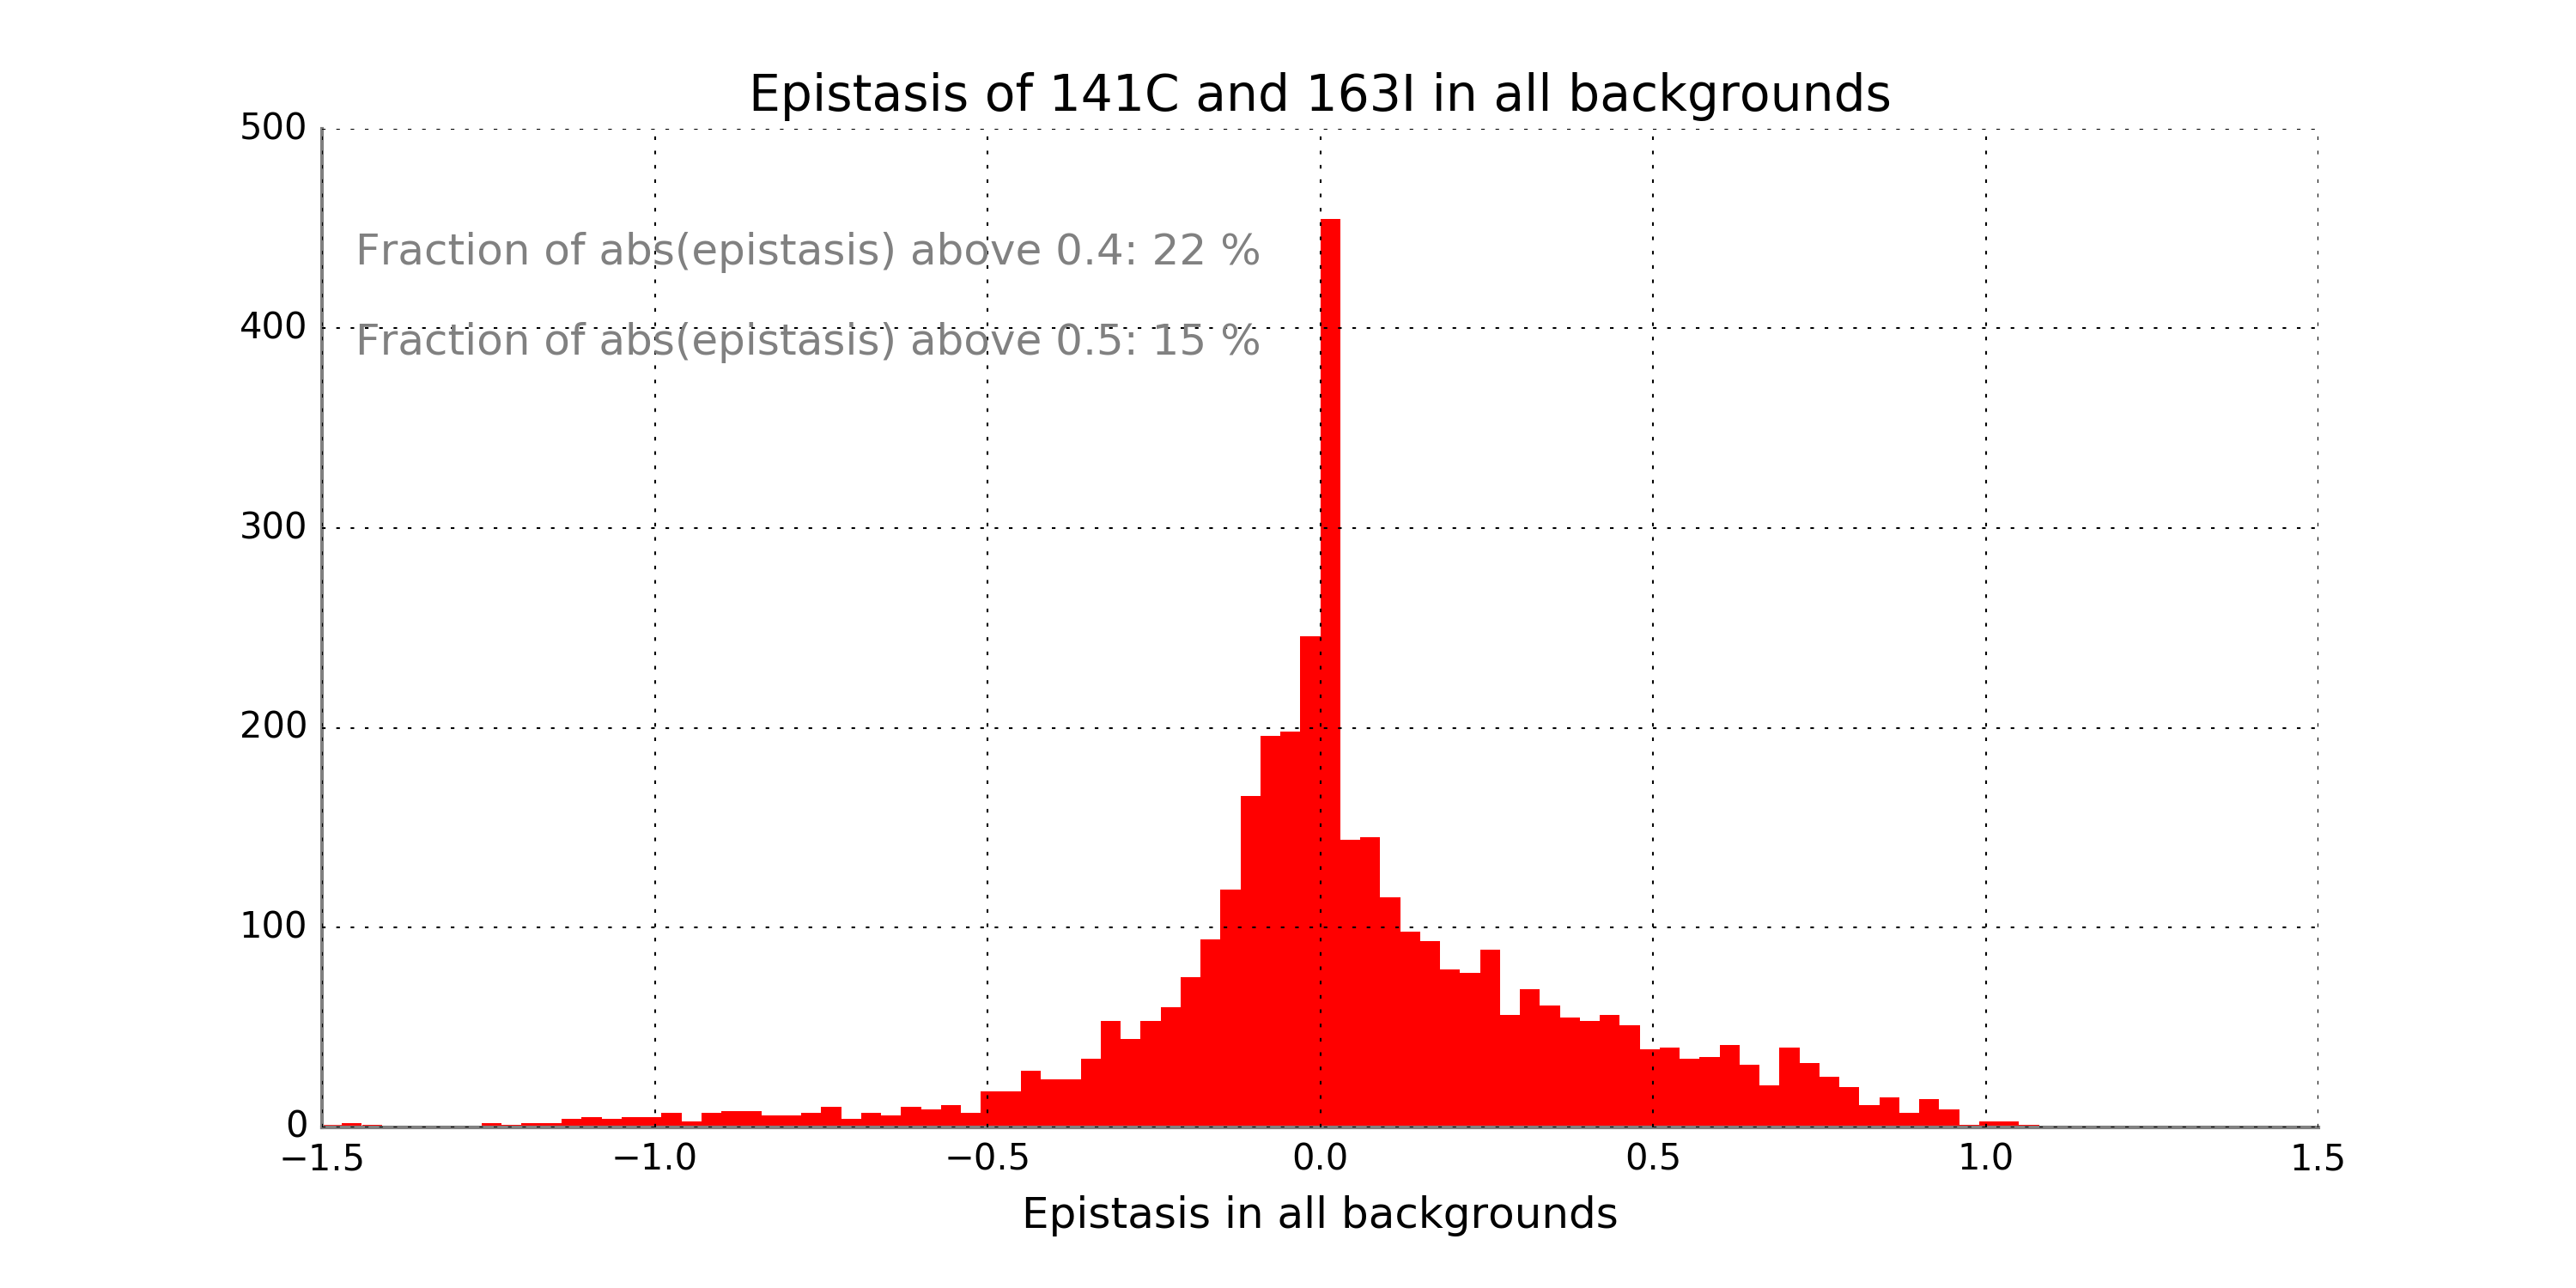 Epistasis of 141C and 163I in all backgrounds
500
Fraction of abs(epistasis) above 0.4: 22 %
400
Fraction of abs(epistasis) above 0.5: 15 %
300
200
100
0
−1.5 −1.0 −0.5 0.0 0.5 1.0 1.5
Epistasis in all backgrounds